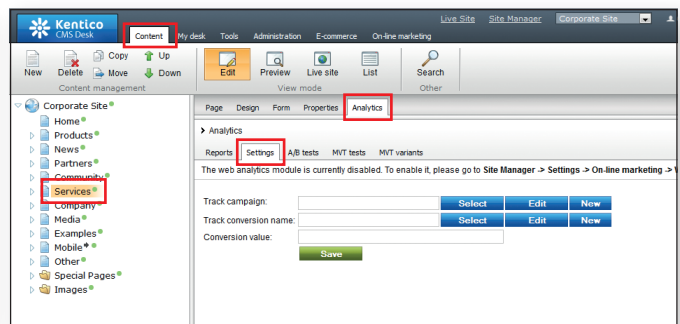 Live Site Site Manager Corporate Site
Kentico
CMS Desk
Content My desk Tools Administration E-commerce On-line marketing
New Delete Copy Move Up Down Edit Preview Live site List Search
Content management View mode Other
Corporate Site
Home
Products
News
Partners
Community
Services
Company
Media
Examples
Mobile
Other
Special Pages
Images
Page Design Form Properties Analytics
Analytics
Reports Settings A/B tests MVT tests MVT variants
The web analytics module is currently disabled. To enable it, please go to Site Manager -> Settings -> On-line marketing ->
Track campaign: Select Edit New
Track conversion name: Select Edit New
Conversion value:
Save